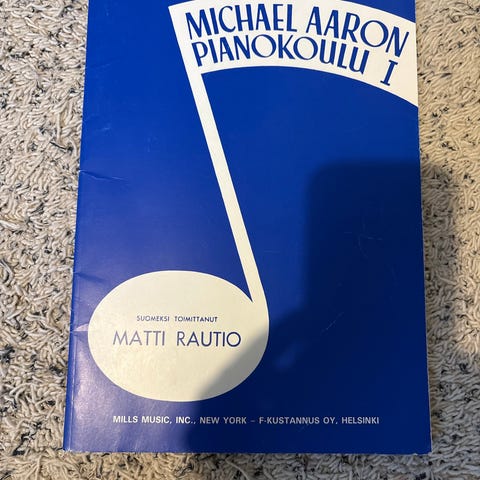 MICHAEL AARON
PIANOKOULU I
SUOMEKSI TOIMITTANUT
MATTI RAUTIO
MILLS MUSIC, INC., NEW YORK – F-KUSTANNUS OY, HELSINKI